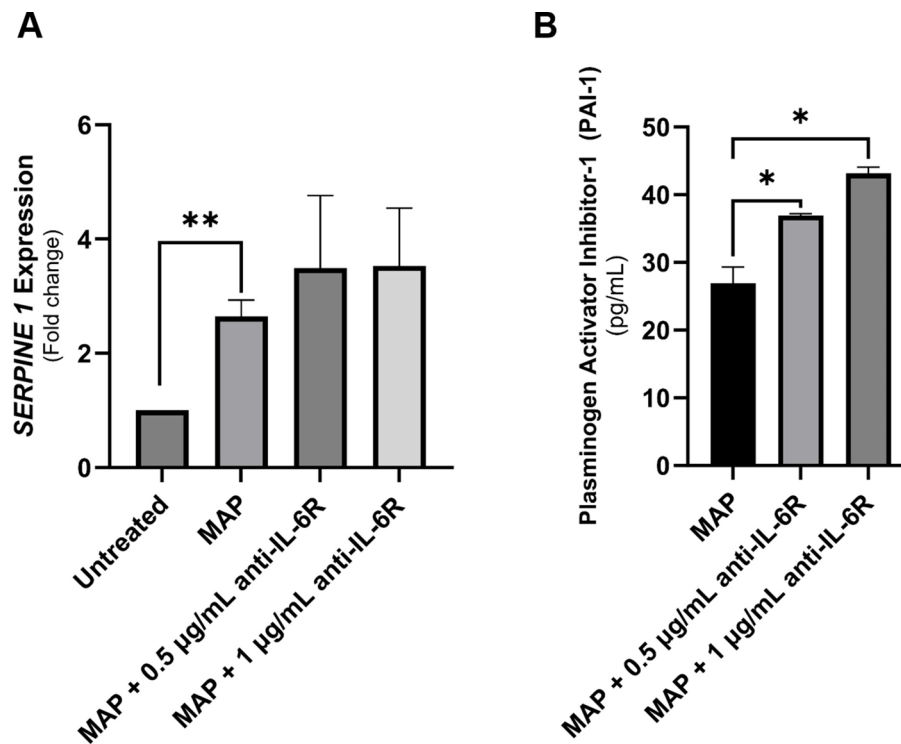 A
SERPINE 1 Expression
(Fold change)
6
4
2
0
**
Untreated
MAP
MAP + 0.5 µg/mL anti-IL-6R
MAP + 1 µg/mL anti-IL-6R
B
Plasminogen Activator Inhibitor-1 (PAI-1)
(pg/mL)
50
40
30
20
10
0
*
*
MAP
MAP + 0.5 µg/mL anti-IL-6R
MAP + 1 µg/mL anti-IL-6R